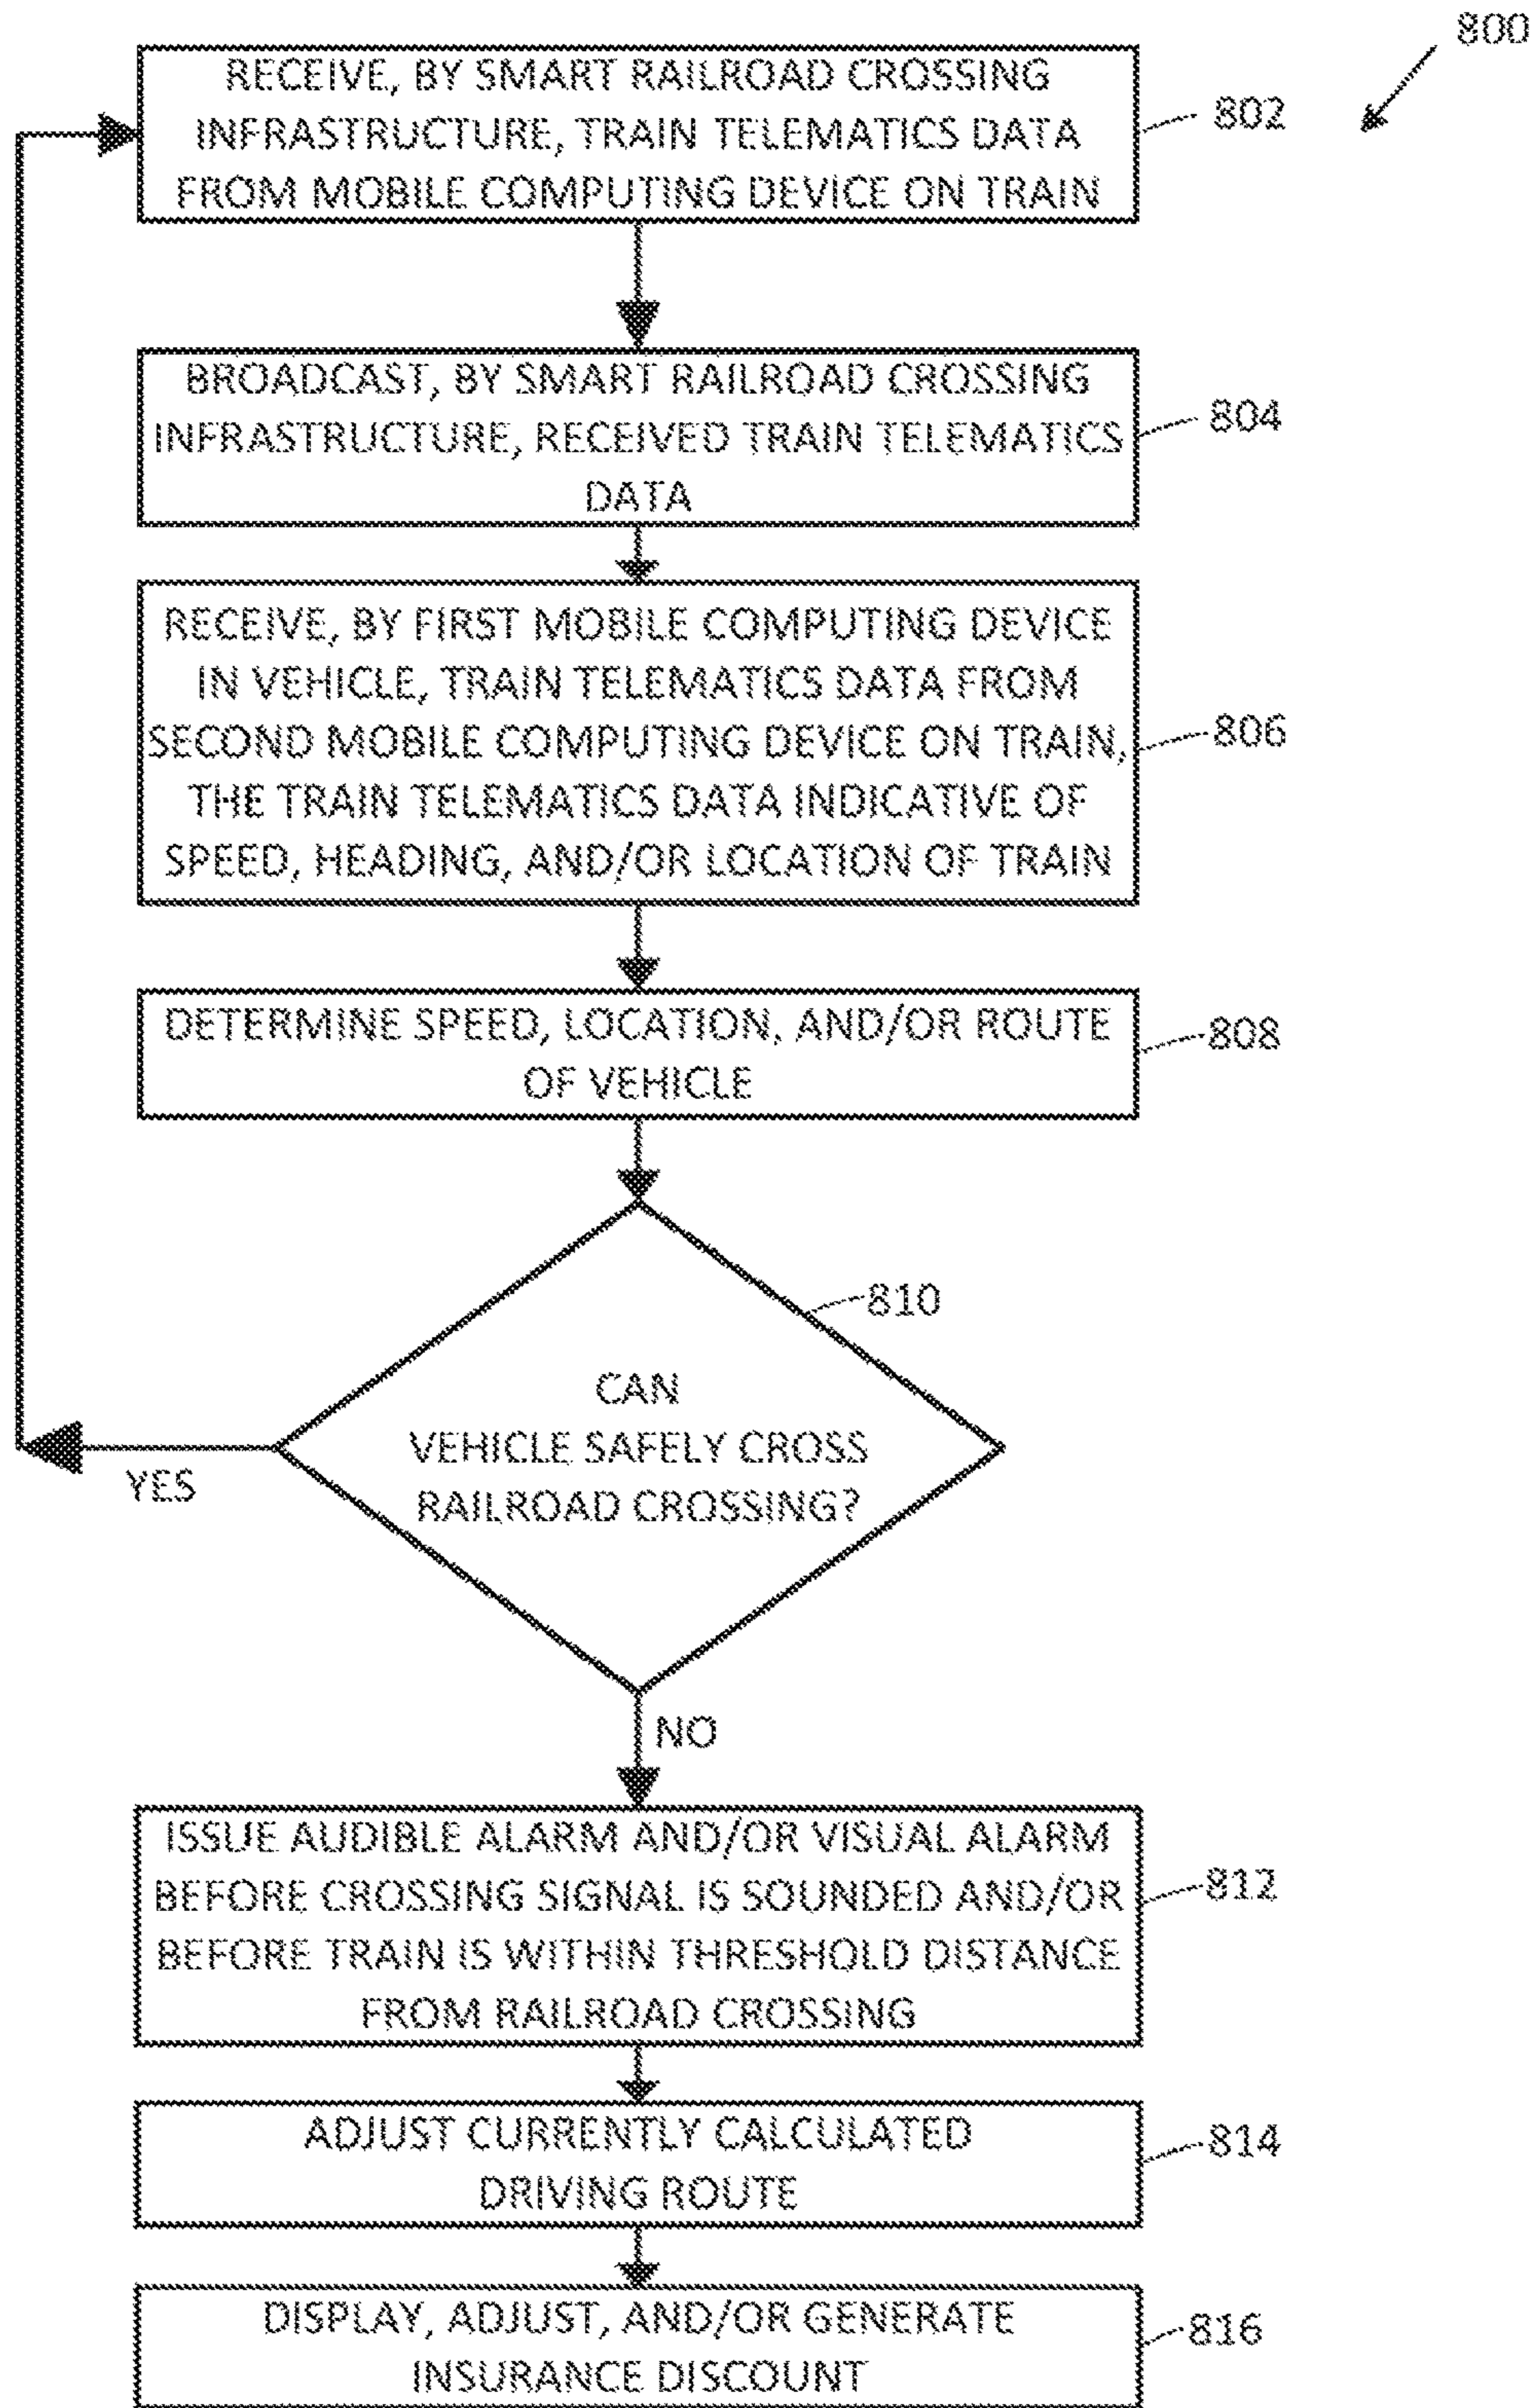 800
RECEIVE, BY SMART RAILROAD CROSSING
INFRASTRUCTURE, TRAIN TELEMATICS DATA
FROM MOBILE COMPUTING DEVICE ON TRAIN
802
BROADCAST, BY SMART RAILROAD CROSSING
INFRASTRUCTURE, RECEIVED TRAIN TELEMATICS
DATA
804
RECEIVE, BY FIRST MOBILE COMPUTING DEVICE
IN VEHICLE, TRAIN TELEMATICS DATA FROM
SECOND MOBILE COMPUTING DEVICE ON TRAIN,
THE TRAIN TELEMATICS DATA INDICATIVE OF
SPEED, HEADING, AND/OR LOCATION OF TRAIN
806
DETERMINE SPEED, LOCATION, AND/OR ROUTE
OF VEHICLE
808
810
CAN
VEHICLE SAFELY CROSS
RAILROAD CROSSING?
YES
NO
ISSUE AUDIBLE ALARM AND/OR VISUAL ALARM
BEFORE CROSSING SIGNAL IS SOUNDED AND/OR
BEFORE TRAIN IS WITHIN THRESHOLD DISTANCE
FROM RAILROAD CROSSING
812
ADJUST CURRENTLY CALCULATED
DRIVING ROUTE
814
DISPLAY, ADJUST, AND/OR GENERATE
INSURANCE DISCOUNT
816